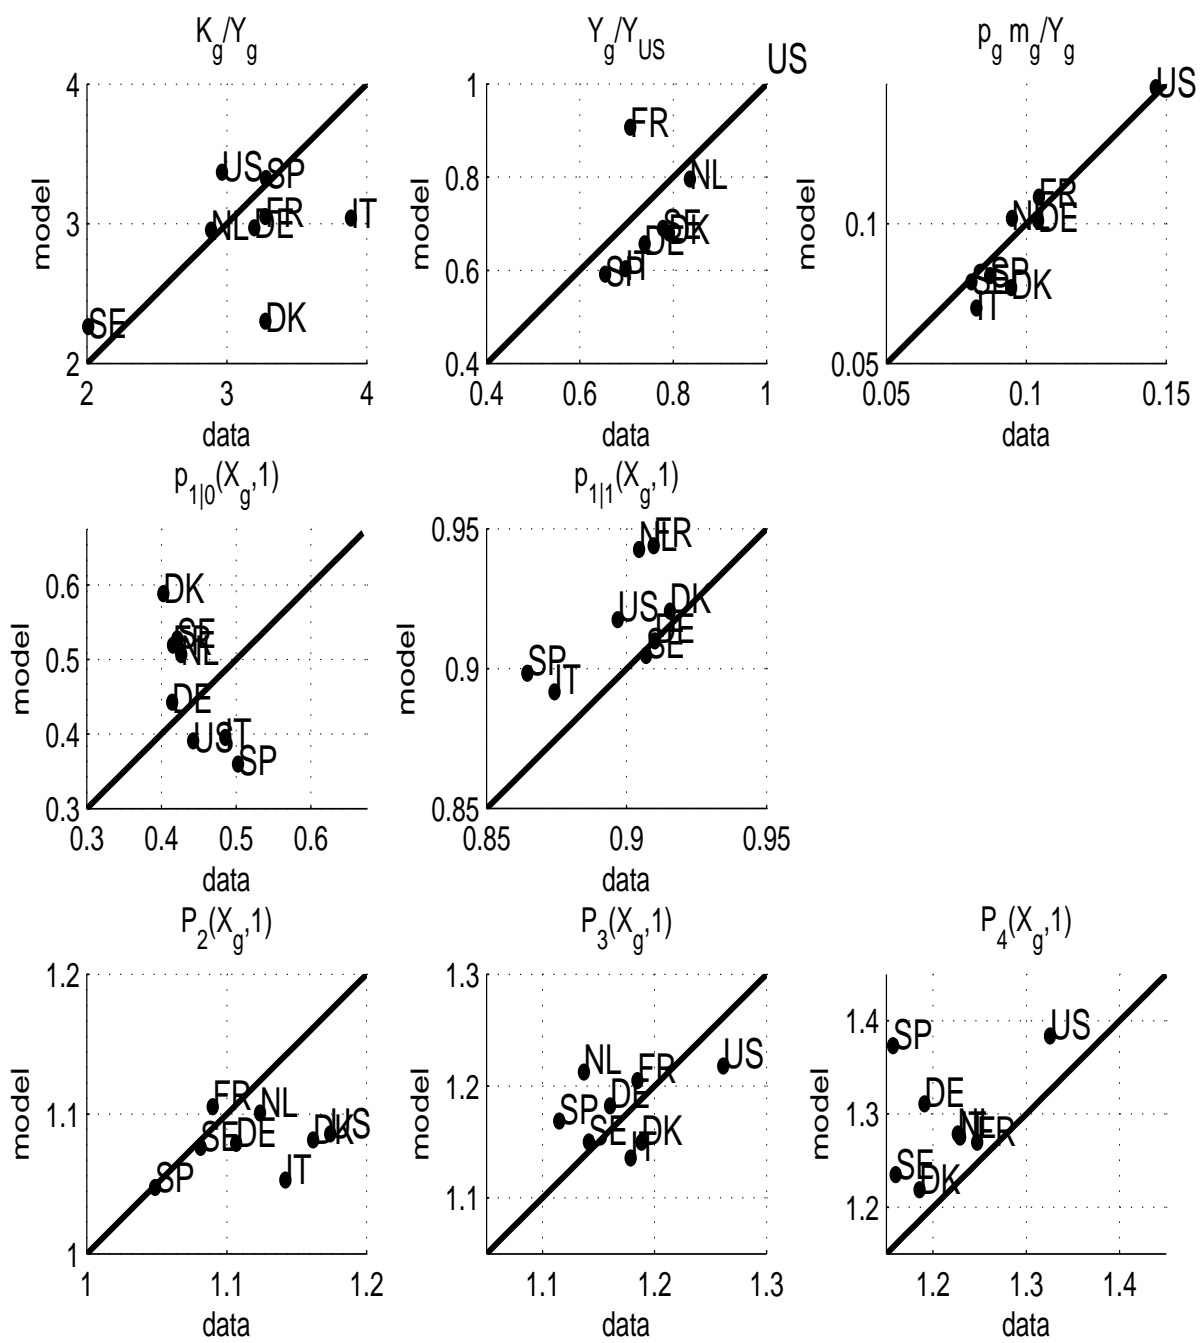 K_g/Y_g
4
3
2
model
US
SP
FR
IT
NL
DE
SE
DK
2 3 4
data
Y_g/Y_US
US
1
0.8
0.6
0.4
model
FR
NL
SE
DK
DE
IT
SP
0.4 0.6 0.8 1
data
p_g m_g/Y_g
0.1
0.05
model
US
FR
NL
DE
SP
SE
DK
IT
0.05 0.1 0.15
data
p_1|0(X_g,1)
0.6
0.5
0.4
0.3
model
DK
SE
FR
NL
DE
US
IT
SP
0.3 0.4 0.5 0.6
data
p_1|1(X_g,1)
0.95
0.9
0.85
model
NL
FR
US
DK
DE
SE
SP
IT
0.85 0.9 0.95
data
P_2(X_g,1)
1.2
1.1
1
model
FR
NL
SE
DE
DK
US
SP
IT
1 1.1 1.2
data
P_3(X_g,1)
1.3
1.2
1.1
model
NL
FR
US
DE
SP
SE
DK
IT
1.1 1.2 1.3
data
P_4(X_g,1)
1.4
1.3
1.2
model
SP
US
DE
NL
FR
SE
DK
1.2 1.3 1.4
data